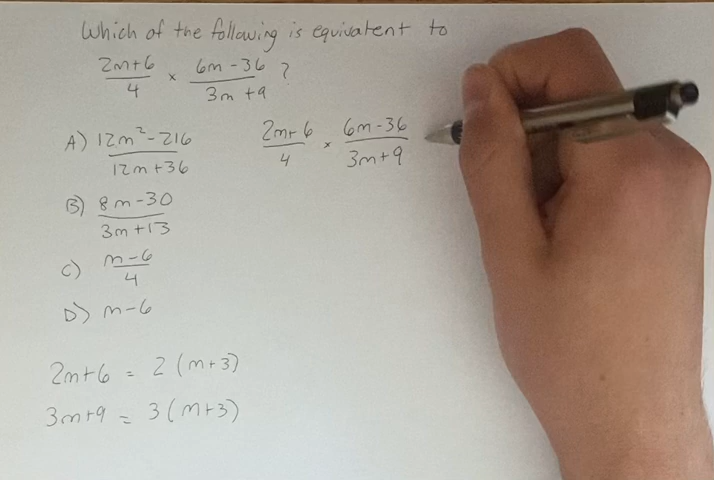 Which of the following is equivalent to
(2m+6)/4 × (6m-36)/(3m+9) ?
A) (12m²-216)/(12m+36)
(2m+6)/4 × (6m-36)/(3m+9)
B) (8m-30)/(3m+13)
C) (m-6)/4
D) m-6
2m+6 = 2(m+3)
3m+9 = 3(m+3)